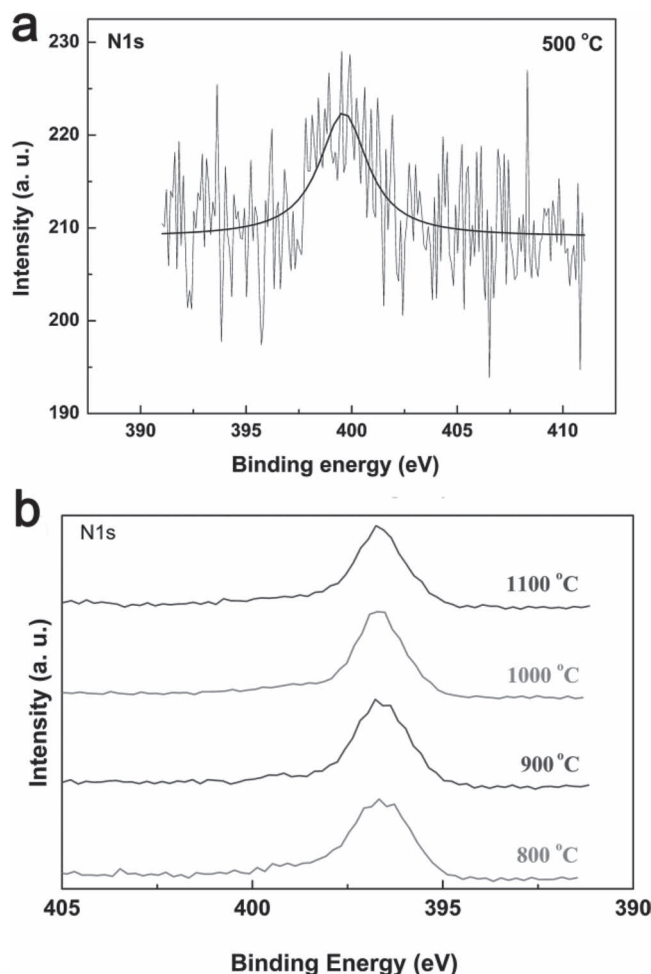 a
N1s 500 °C
230
220
210
200
190
Intensity (a. u.)
390 395 400 405 410
Binding energy (eV)
b
N1s
1100 °C
1000 °C
900 °C
800 °C
Intensity (a. u.)
405 400 395 390
Binding Energy (eV)